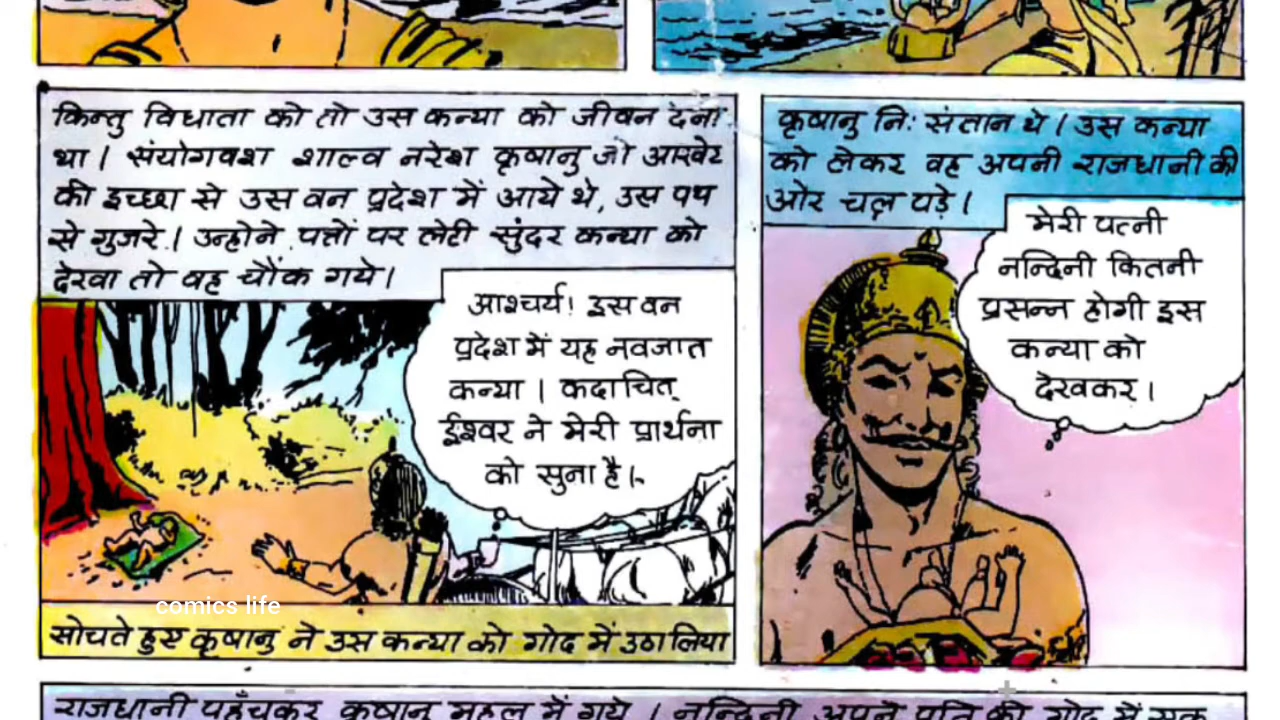 किन्तु विधाता को तो उस कन्या को जीवन देना
था। संयोगवश शाल्व नरेश कृषानु जो आखेट
की इच्छा से उस वन प्रदेश में आये थे, उस पथ
से गुजरे। उन्होने पत्तों पर लेटी सुंदर कन्या को
देखा तो वह चौंक गये।
आश्चर्य! इस वन
प्रदेश में यह नवजात
कन्या। कदाचित्
ईश्वर ने मेरी प्रार्थना
को सुना है।
comics life
सोचते हुए कृषानु ने उस कन्या को गोद में उठा लिया
कृषानु नि: संतान थे। उस कन्या
को लेकर वह अपनी राजधानी की
ओर चल पड़े।
मेरी पत्नी
नन्दिनी कितनी
प्रसन्न होगी इस
कन्या को
देखकर।
राजधानी पहुँचकर कृषानु महल में गये। नन्दिनी अपने पति की गोद में एक